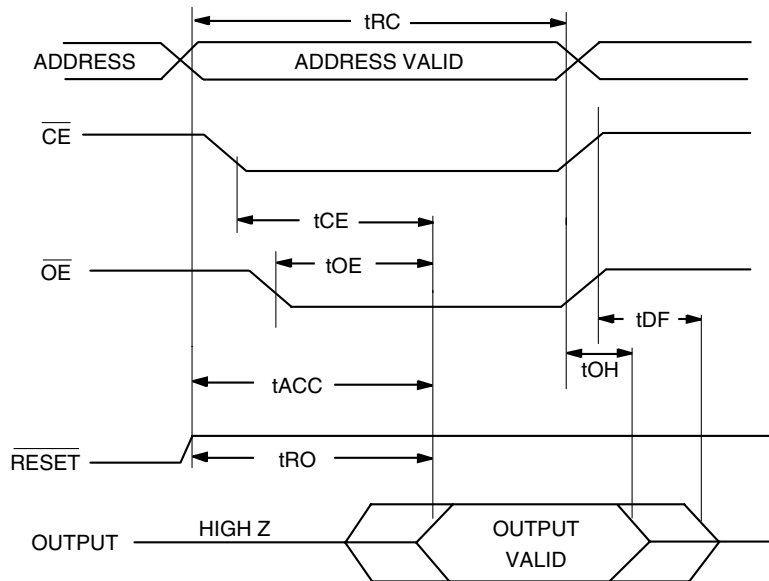 tRC
ADDRESS
ADDRESS VALID
CE
tCE
OE
tOE
tDF
tOH
tACC
RESET
tRO
OUTPUT
HIGH Z
OUTPUT
VALID